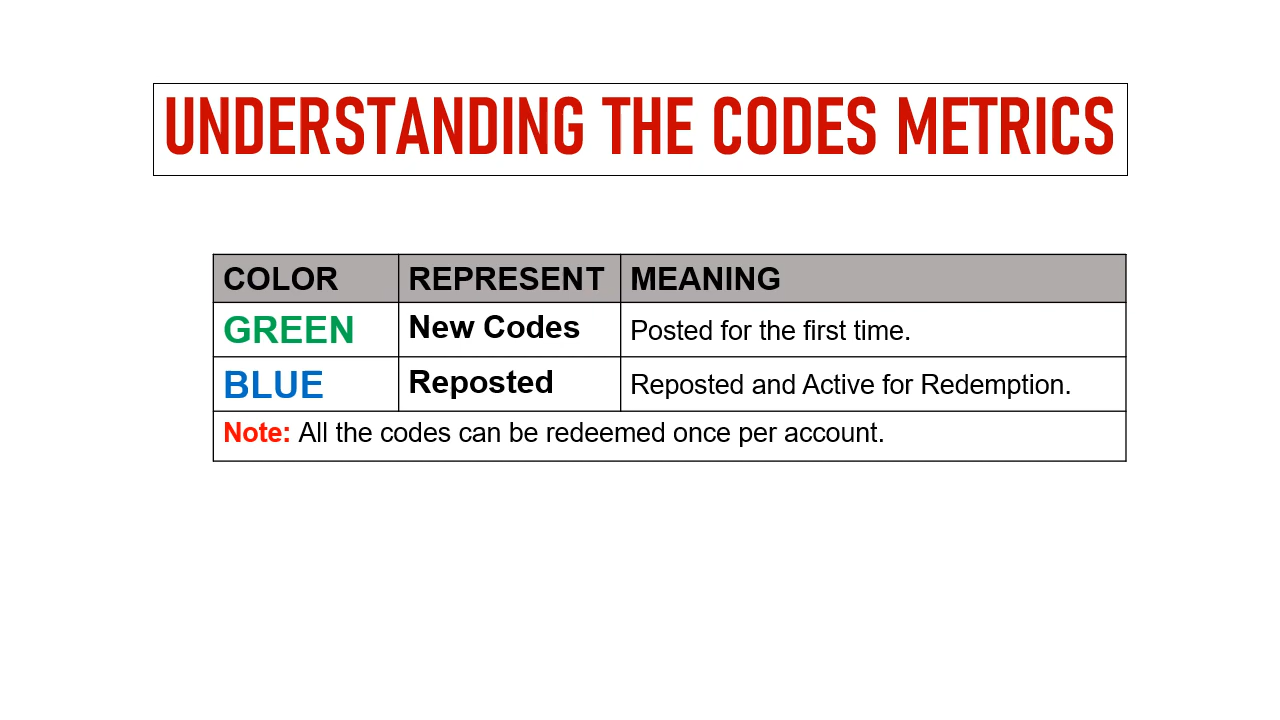 UNDERSTANDING THE CODES METRICS
COLOR REPRESENT MEANING
GREEN New Codes Posted for the first time.
BLUE Reposted Reposted and Active for Redemption.
Note: All the codes can be redeemed once per account.